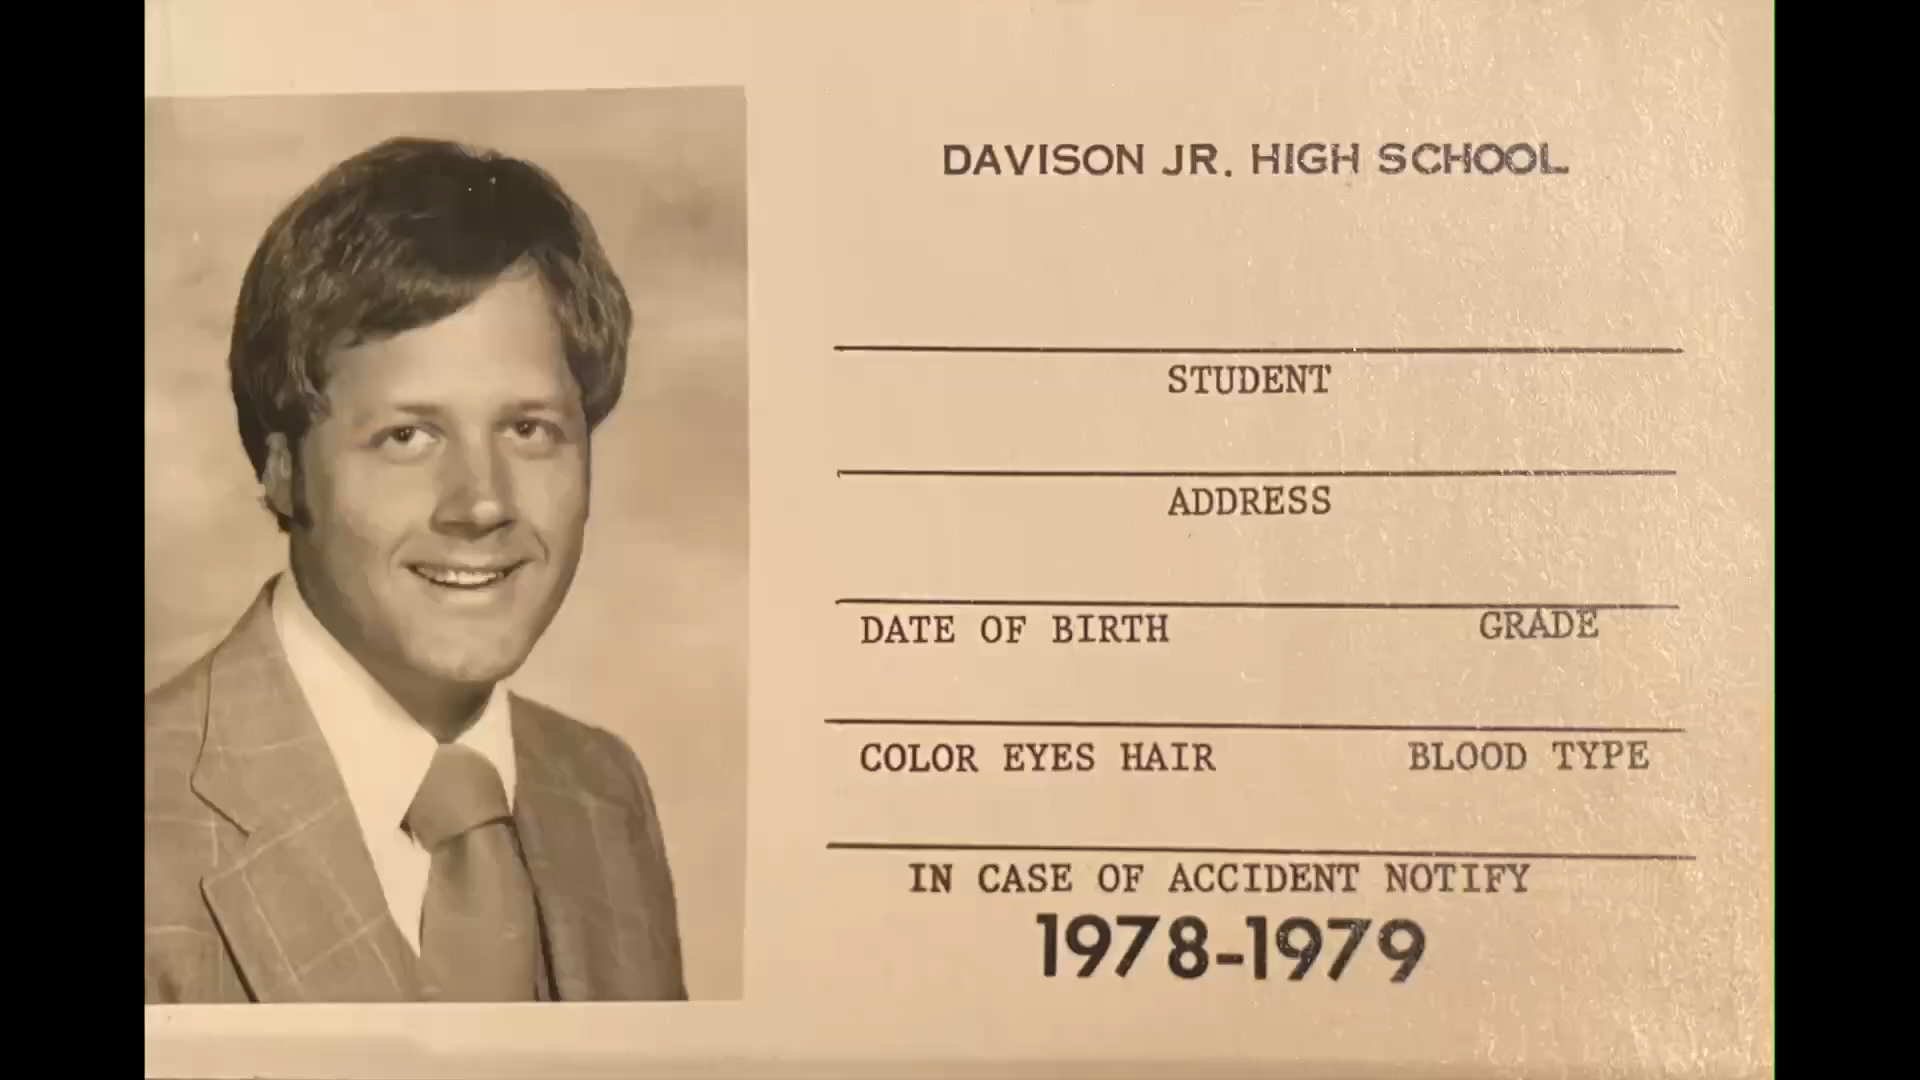 DAVISON JR. HIGH SCHOOL
STUDENT
ADDRESS
DATE OF BIRTH GRADE
COLOR EYES HAIR BLOOD TYPE
IN CASE OF ACCIDENT NOTIFY
1978-1979